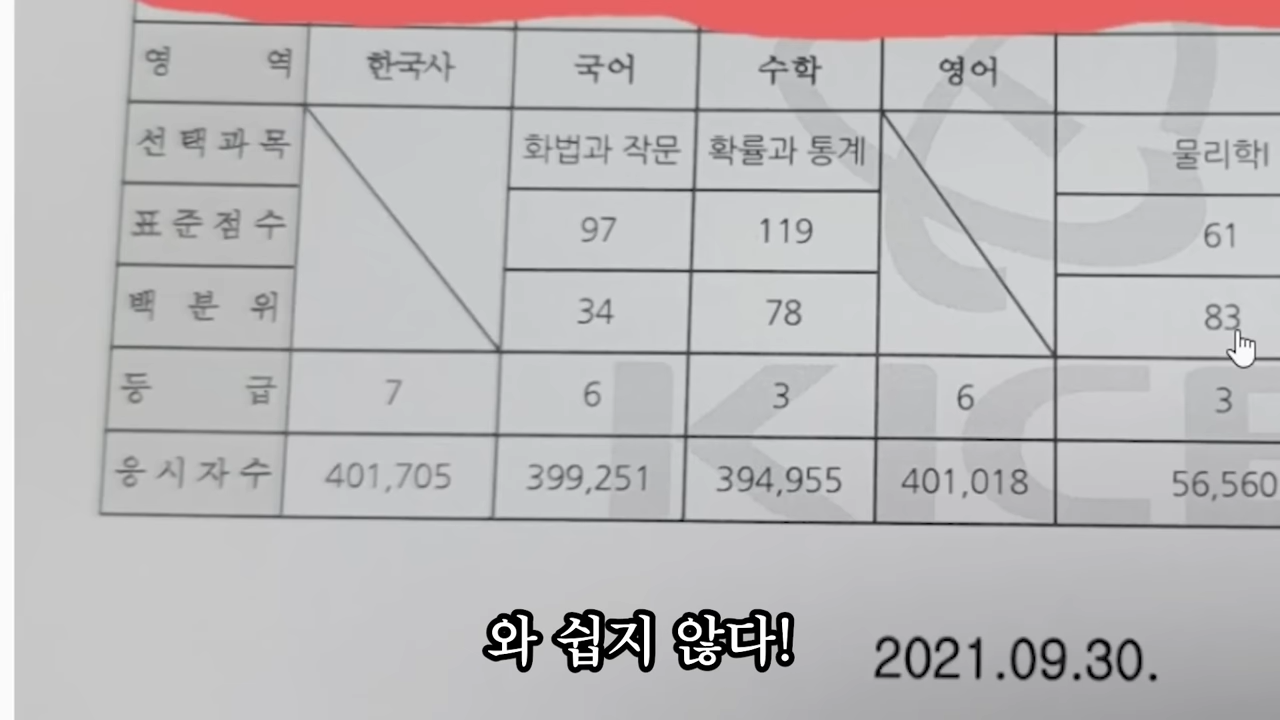 영 역 한국사 국어 수학 영어
선택과목 화법과 작문 확률과 통계 물리학I
표준점수 97 119 61
백 분 위 34 78 83
등 급 7 6 3 6 3
응시자수 401,705 399,251 394,955 401,018 56,560
KICE
와 쉽지 않다!
2021.09.30.